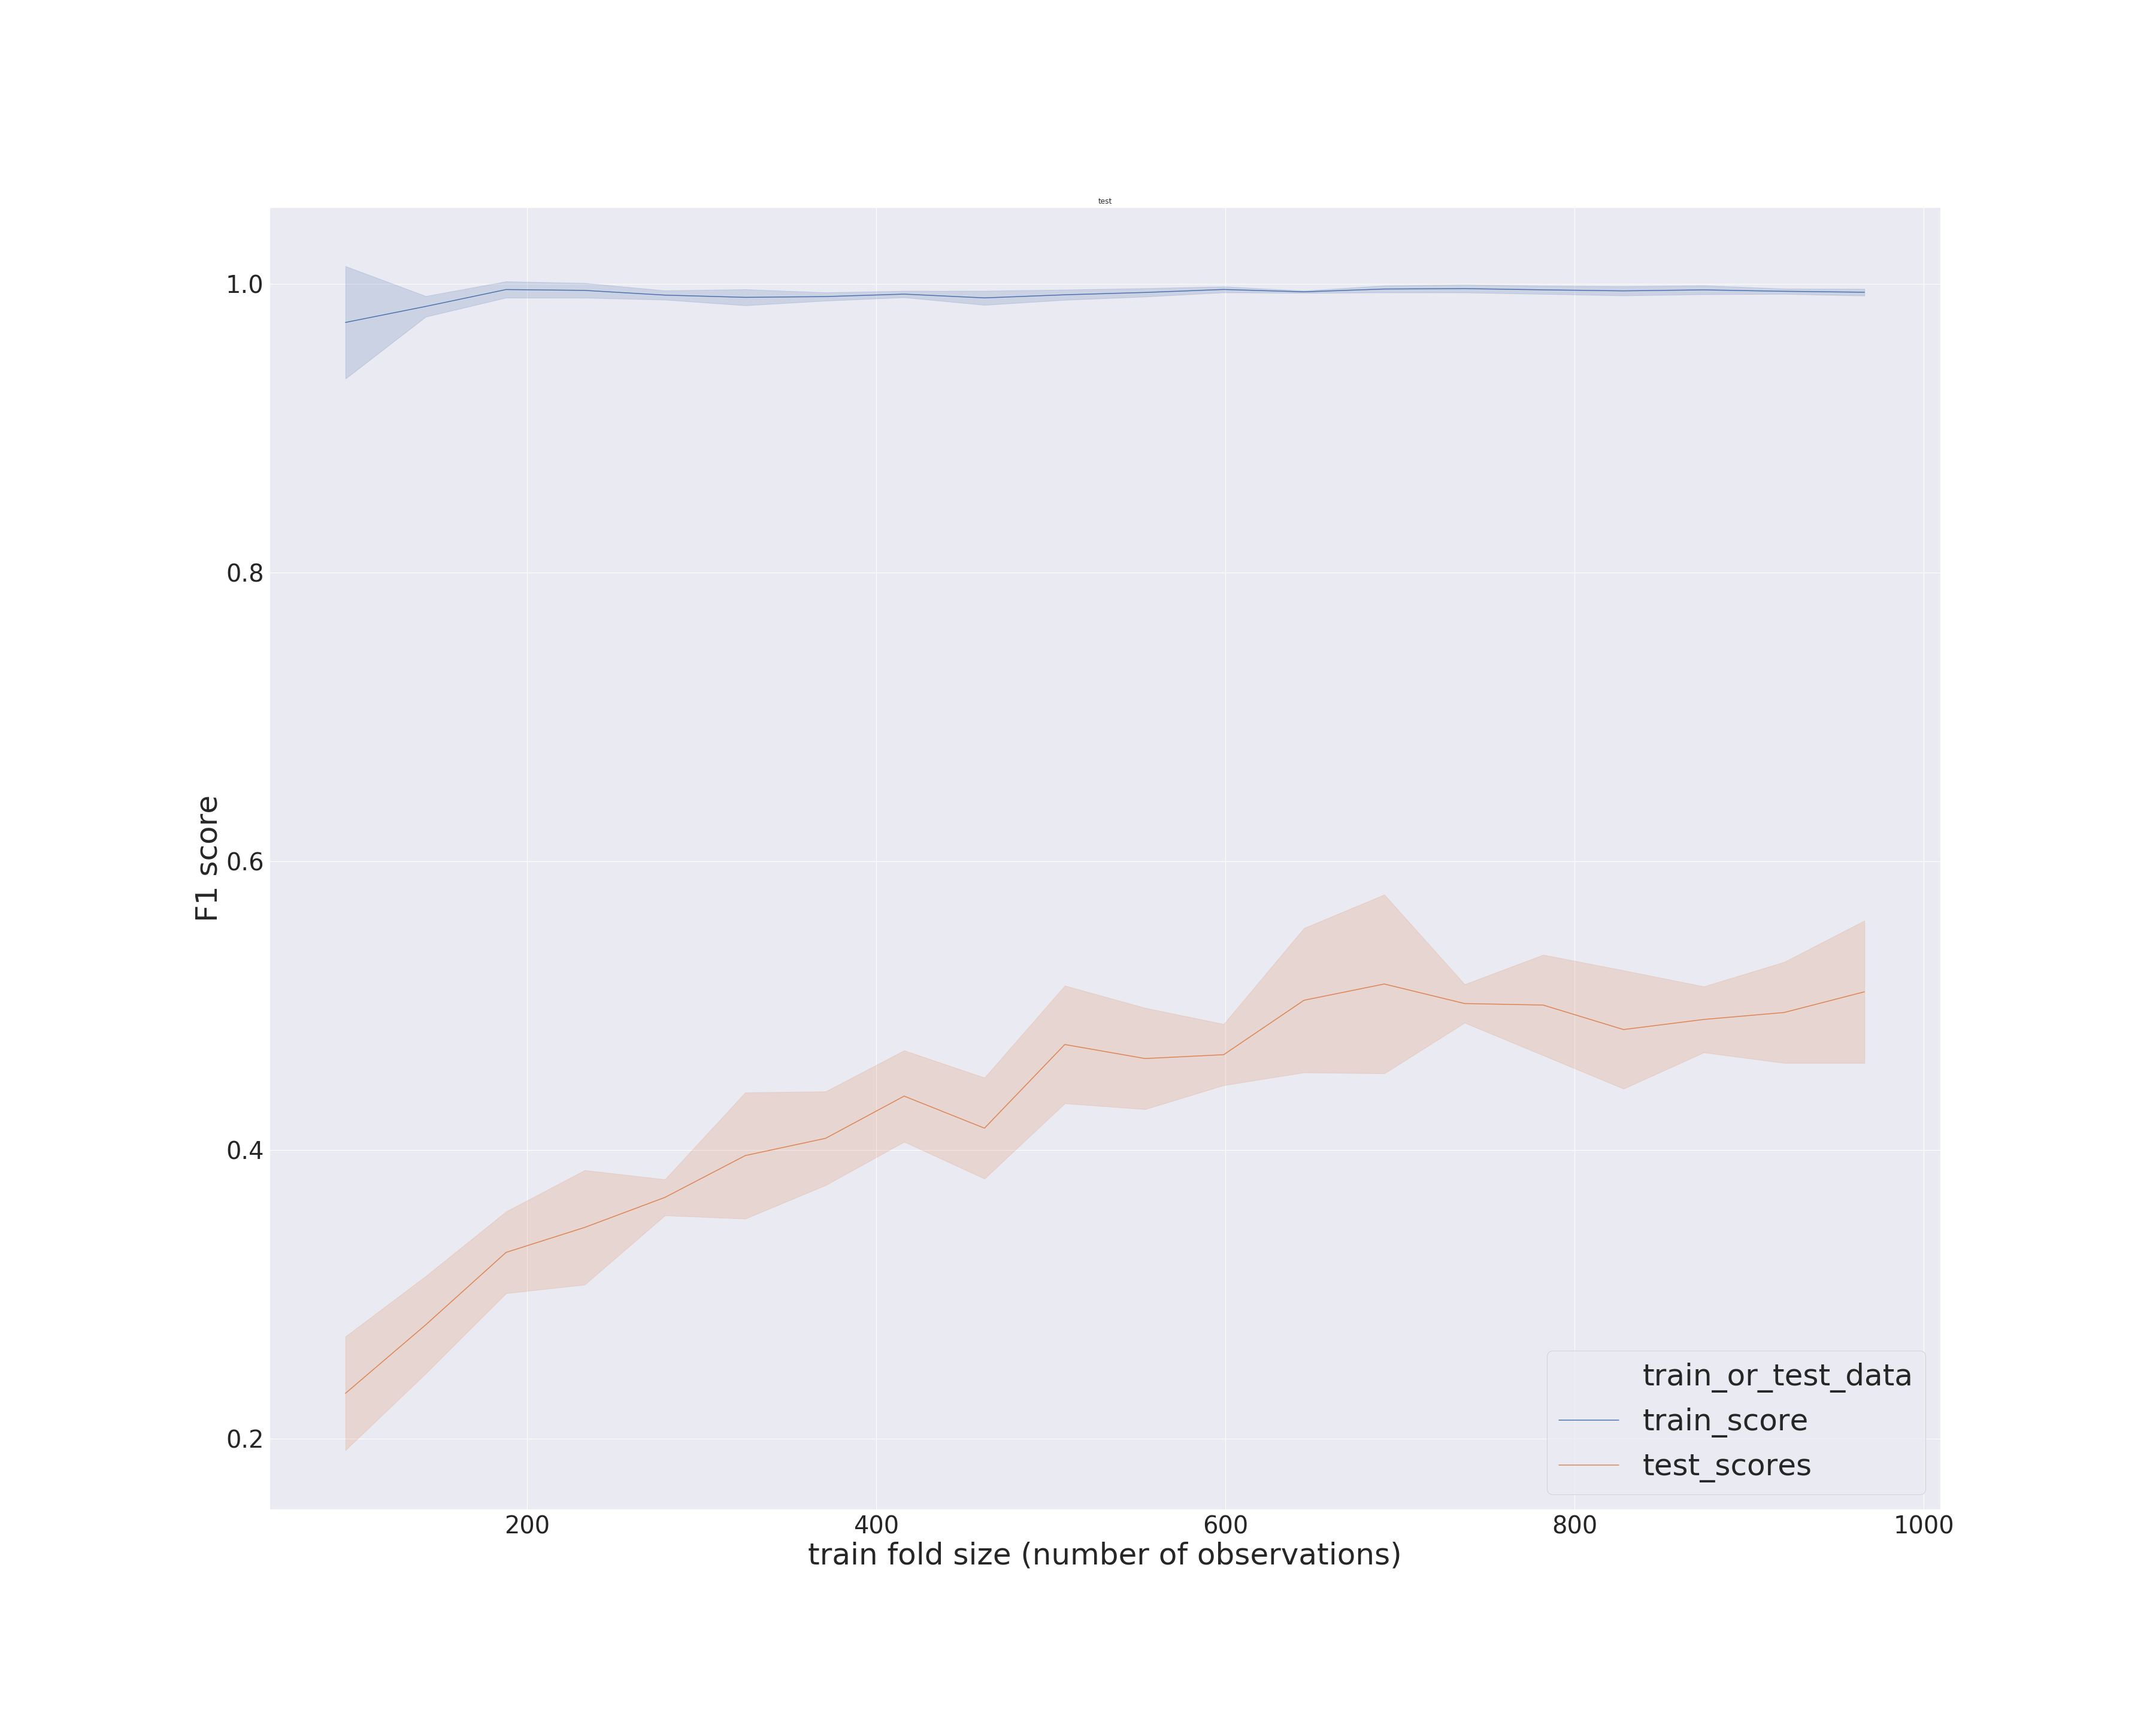 test
1.0
0.8
0.6
0.4
0.2
F1 score
200 400 600 800 1000
train fold size (number of observations)
train_or_test_data
train_score
test_scores